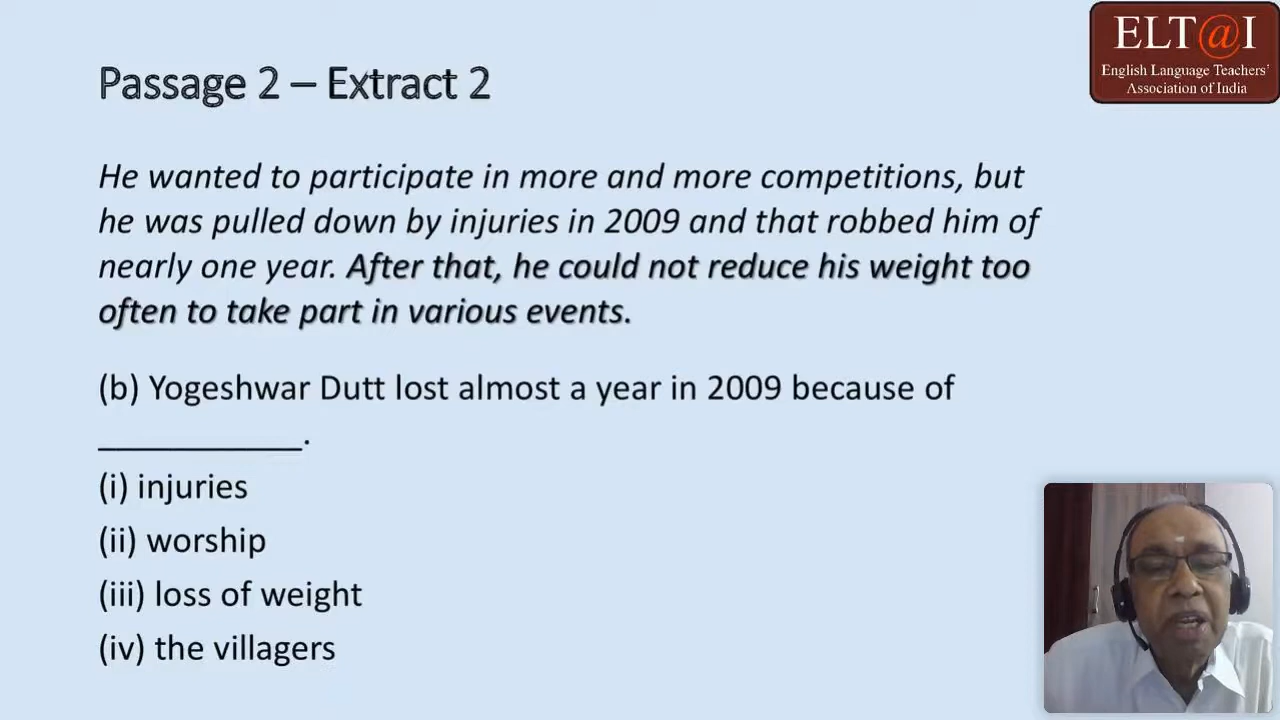 ELT@I
English Language Teachers'
Association of India
Passage 2 – Extract 2
He wanted to participate in more and more competitions, but
he was pulled down by injuries in 2009 and that robbed him of
nearly one year. After that, he could not reduce his weight too
often to take part in various events.
(b) Yogeshwar Dutt lost almost a year in 2009 because of
___________.
(i) injuries
(ii) worship
(iii) loss of weight
(iv) the villagers